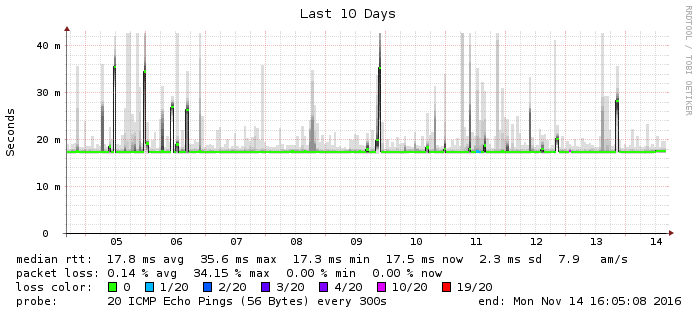 Last 10 Days
RRDTOOL / TOBI OETIKER
Seconds
40 m
30 m
20 m
10 m
0
05 06 07 08 09 10 11 12 13 14
median rtt: 17.8 ms avg 35.6 ms max 17.3 ms min 17.5 ms now 2.3 ms sd 7.9 am/s
packet loss: 0.14 % avg 34.15 % max 0.00 % min 0.00 % now
loss color: 0 1/20 2/20 3/20 4/20 10/20 19/20
probe: 20 ICMP Echo Pings (56 Bytes) every 300s end: Mon Nov 14 16:05:08 2016